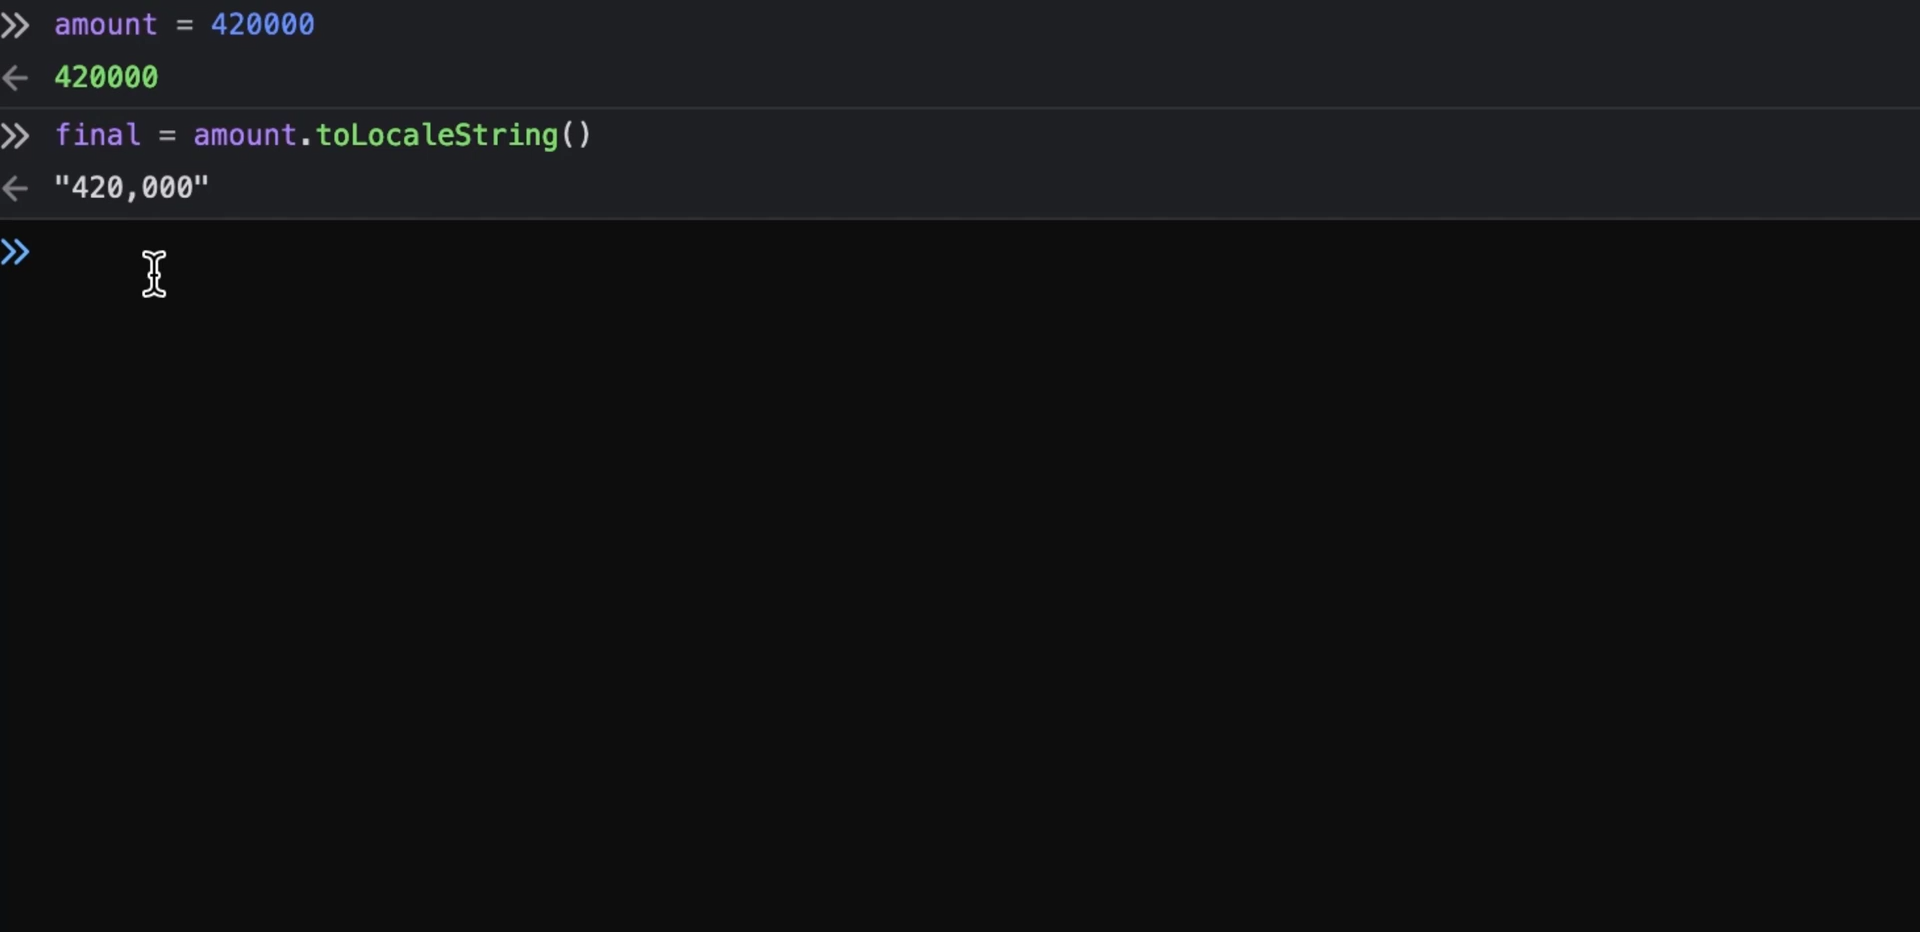 » amount = 420000
← 420000
» final = amount.toLocaleString()
← "420,000"
»